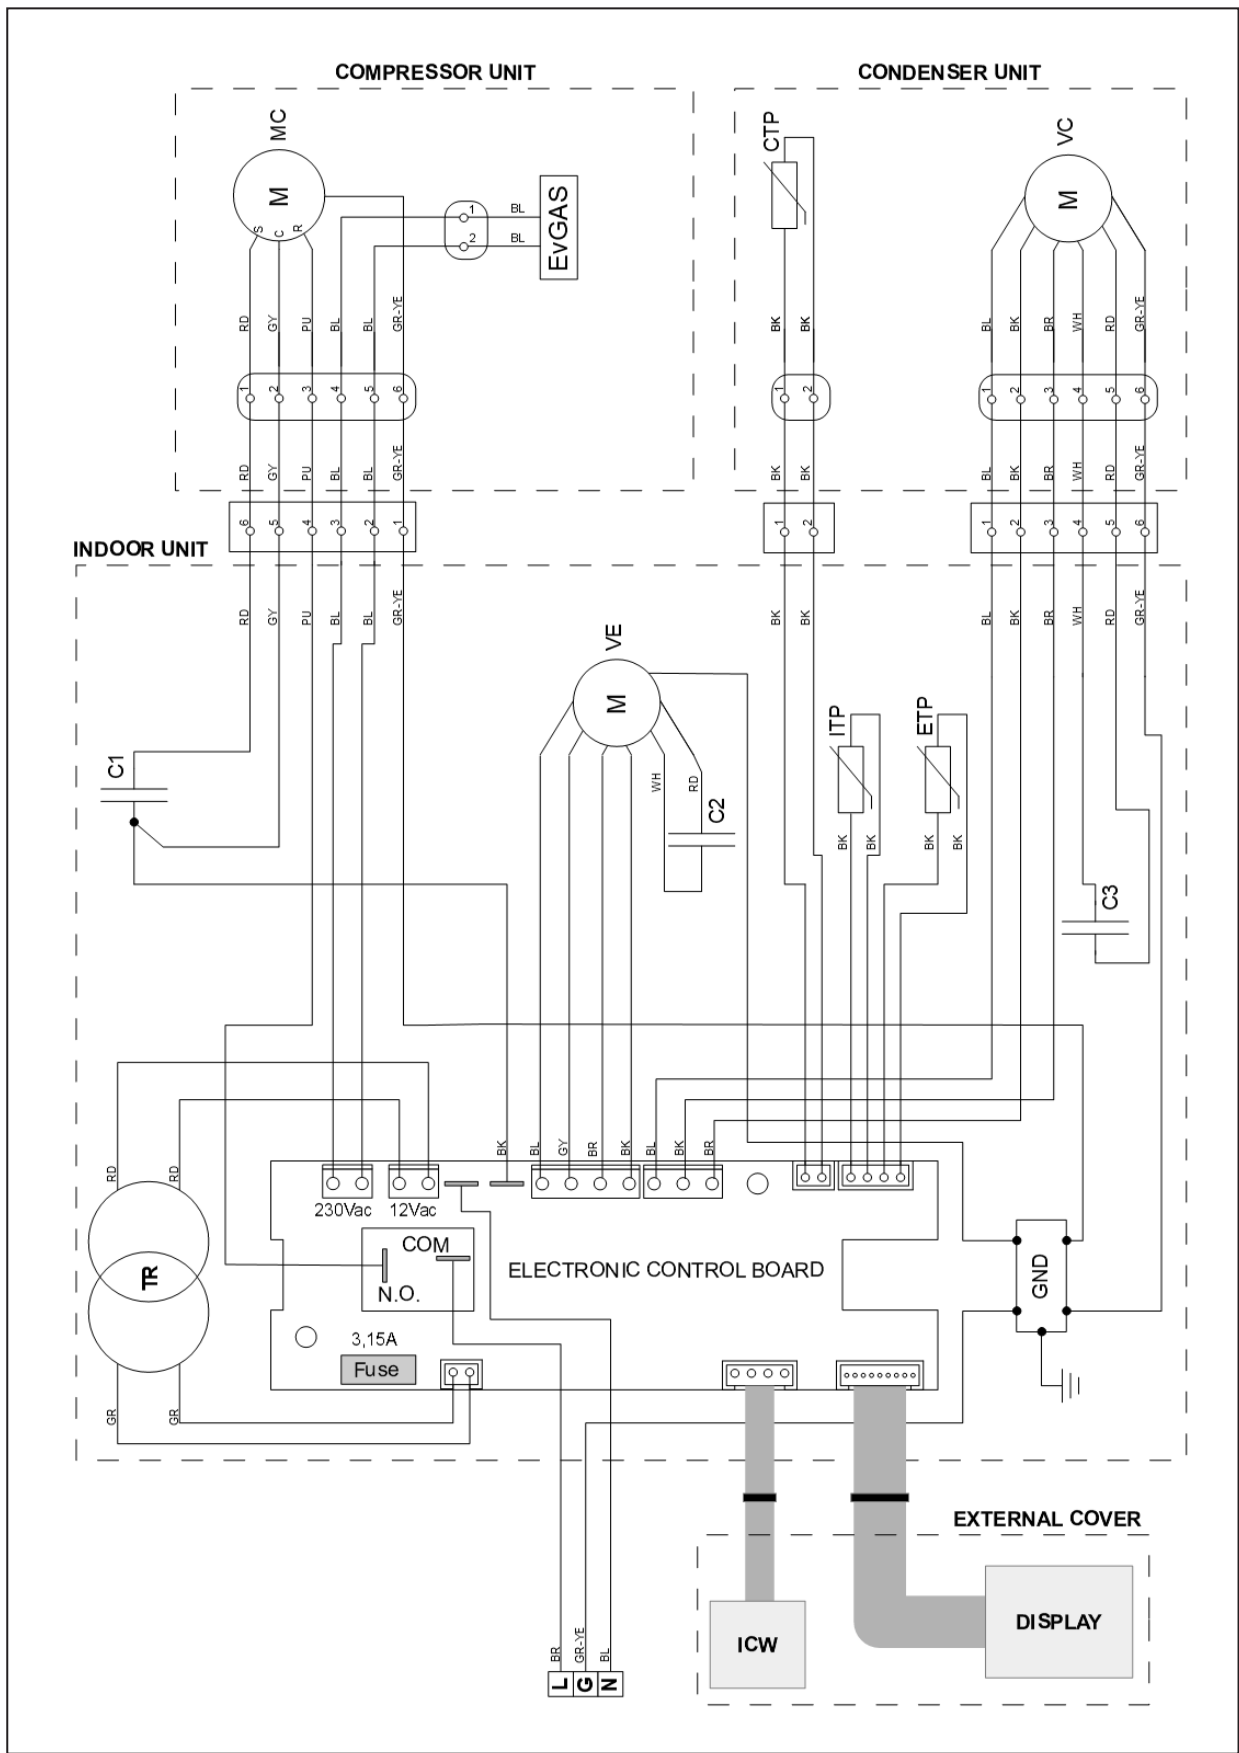 COMPRESSOR UNIT
CONDENSER UNIT
MC
M
S C R
1 BL
2 BL
EvGAS
CTP
VC
M
RD GY PU BL BL GR-YE
BK BK
BL BK BR WH RD GR-YE
1 2 3 4 5 6
1 2
1 2 3 4 5 6
RD GY PU BL BL GR-YE
BK BK
BL BK BR WH RD GR-YE
6 5 4 3 2 1
1 2
1 2 3 4 5 6
INDOOR UNIT
RD GY PU BL BL GR-YE
BK BK
BL BK BR WH RD GR-YE
VE
M
ITP
ETP
C1
WH RD
C2
BK BK
BK BK
C3
RD RD
BK BL GY BR BK BL BK BR
230Vac 12Vac
COM
N.O.
ELECTRONIC CONTROL BOARD
TR
GND
3,15A
Fuse
GR GR
EXTERNAL COVER
BR GR-YE BL
L G N
ICW
DISPLAY